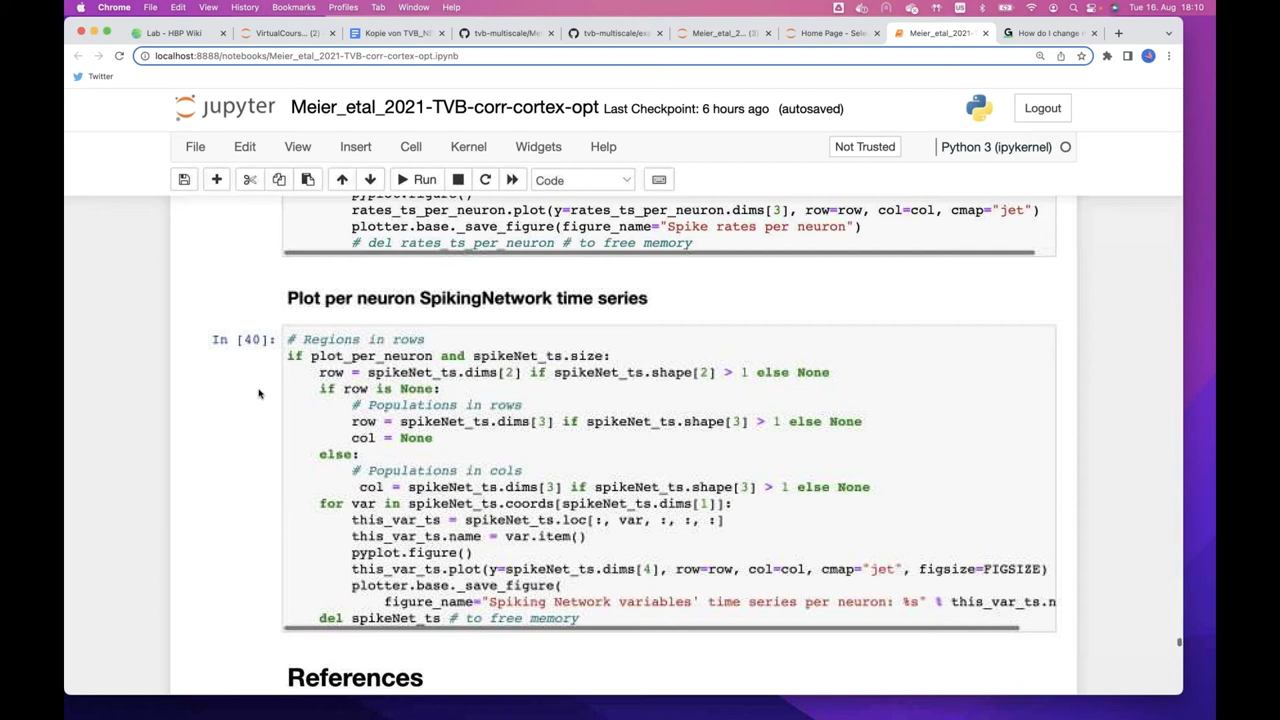 Chrome File Edit View History Bookmarks Profiles Tab Window Help US Tue 16. Aug 18:10
Lab - HBP Wiki VirtualCours... (2) Kopie von TVB_N tvb-multiscale/Me tvb-multiscale/ex Meier_etal_2... (3) Home Page - Sele Meier_etal_2021- How do I change m
localhost:8888/notebooks/Meier_etal_2021-TVB-corr-cortex-opt.ipynb
Twitter
jupyter Meier_etal_2021-TVB-corr-cortex-opt Last Checkpoint: 6 hours ago (autosaved) Logout
File Edit View Insert Cell Kernel Widgets Help Not Trusted Python 3 (ipykernel)
Run Code
pyplot.figure()
rates_ts_per_neuron.plot(y=rates_ts_per_neuron.dims[3], row=row, col=col, cmap="jet")
plotter.base._save_figure(figure_name="Spike rates per neuron")
# del rates_ts_per_neuron # to free memory
Plot per neuron SpikingNetwork time series
In [40]: # Regions in rows
if plot_per_neuron and spikeNet_ts.size:
row = spikeNet_ts.dims[2] if spikeNet_ts.shape[2] > 1 else None
if row is None:
# Populations in rows
row = spikeNet_ts.dims[3] if spikeNet_ts.shape[3] > 1 else None
col = None
else:
# Populations in cols
col = spikeNet_ts.dims[3] if spikeNet_ts.shape[3] > 1 else None
for var in spikeNet_ts.coords[spikeNet_ts.dims[1]]:
this_var_ts = spikeNet_ts.loc[:, var, :, :, :]
this_var_ts.name = var.item()
pyplot.figure()
this_var_ts.plot(y=spikeNet_ts.dims[4], row=row, col=col, cmap="jet", figsize=FIGSIZE)
plotter.base._save_figure(
figure_name="Spiking Network variables' time series per neuron: %s" % this_var_ts.n
del spikeNet_ts # to free memory
References